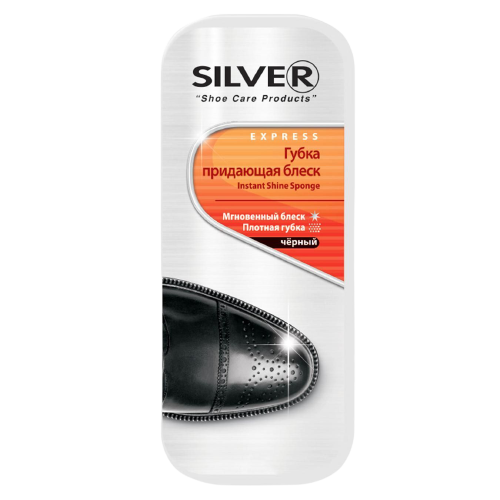 SILVER
"Shoe Care Products"
EXPRESS
Губка
придающая блеск
Instant Shine Sponge
Мгновенный блеск
Плотная губка
чёрный